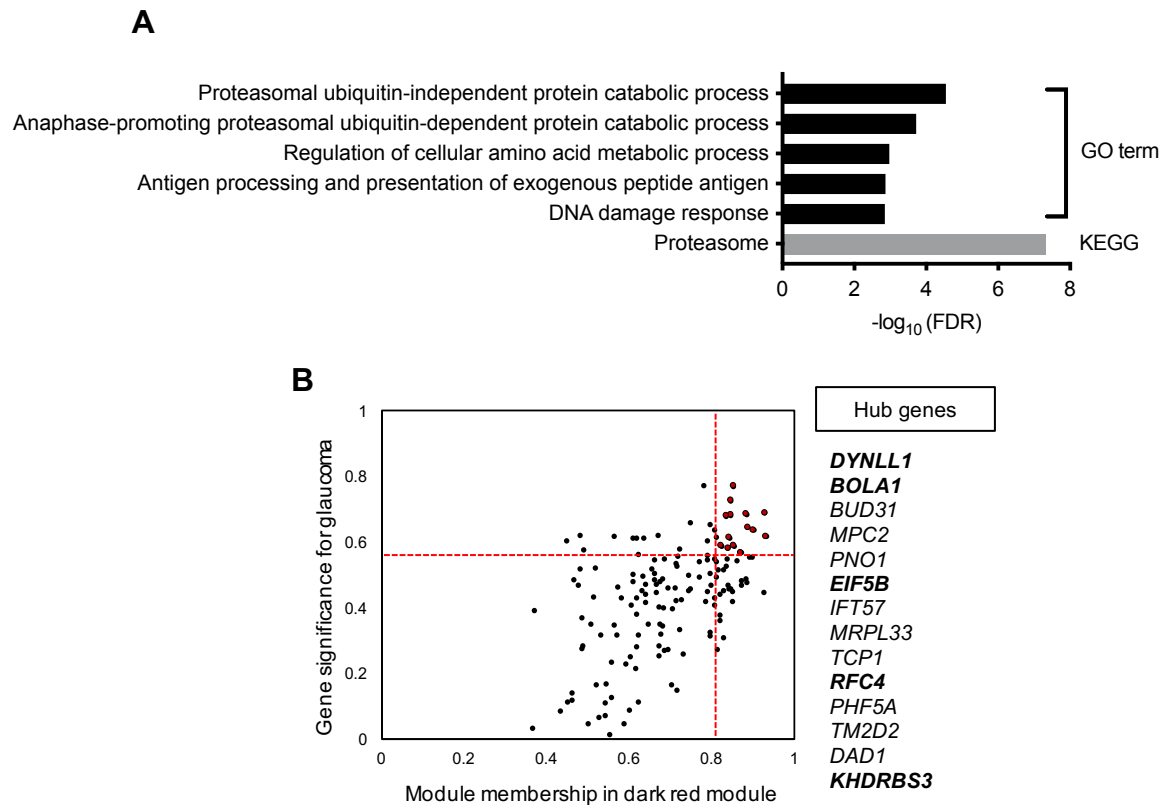 A
Proteasomal ubiquitin-independent protein catabolic process
Anaphase-promoting proteasomal ubiquitin-dependent protein catabolic process
Regulation of cellular amino acid metabolic process
Antigen processing and presentation of exogenous peptide antigen
DNA damage response
Proteasome
GO term
KEGG
0 2 4 6 8
-log10 (FDR)
B
Gene significance for glaucoma
1
0.8
0.6
0.4
0.2
0
0 0.2 0.4 0.6 0.8 1
Module membership in dark red module
Hub genes
DYNLL1
BOLA1
BUD31
MPC2
PNO1
EIF5B
IFT57
MRPL33
TCP1
RFC4
PHF5A
TM2D2
DAD1
KHDRBS3